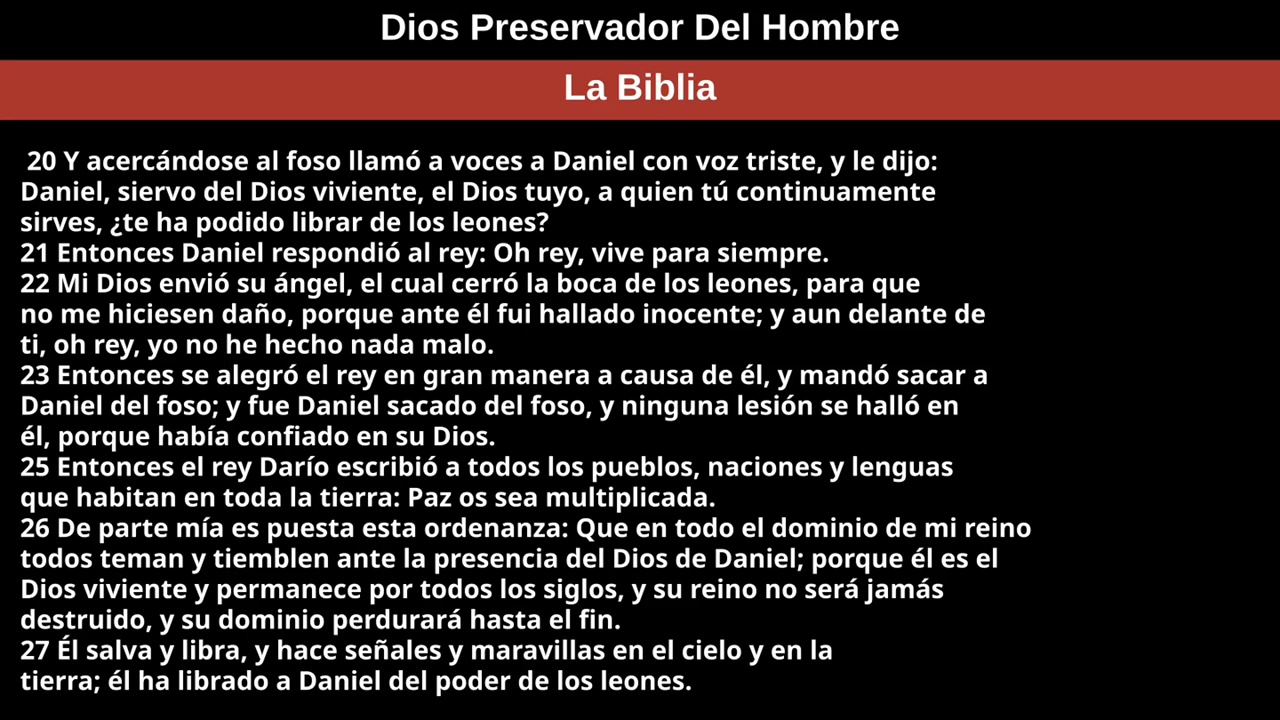 Dios Preservador Del Hombre
La Biblia
20 Y acercándose al foso llamó a voces a Daniel con voz triste, y le dijo:
Daniel, siervo del Dios viviente, el Dios tuyo, a quien tú continuamente
sirves, ¿te ha podido librar de los leones?
21 Entonces Daniel respondió al rey: Oh rey, vive para siempre.
22 Mi Dios envió su ángel, el cual cerró la boca de los leones, para que
no me hiciesen daño, porque ante él fui hallado inocente; y aun delante de
ti, oh rey, yo no he hecho nada malo.
23 Entonces se alegró el rey en gran manera a causa de él, y mandó sacar a
Daniel del foso; y fue Daniel sacado del foso, y ninguna lesión se halló en
él, porque había confiado en su Dios.
25 Entonces el rey Darío escribió a todos los pueblos, naciones y lenguas
que habitan en toda la tierra: Paz os sea multiplicada.
26 De parte mía es puesta esta ordenanza: Que en todo el dominio de mi reino
todos teman y tiemblen ante la presencia del Dios de Daniel; porque él es el
Dios viviente y permanece por todos los siglos, y su reino no será jamás
destruido, y su dominio perdurará hasta el fin.
27 Él salva y libra, y hace señales y maravillas en el cielo y en la
tierra; él ha librado a Daniel del poder de los leones.